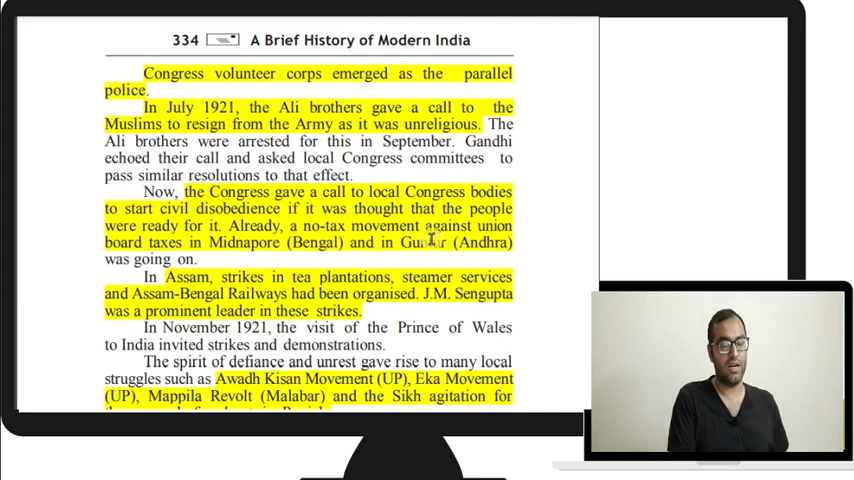 334 A Brief History of Modern India
Congress volunteer corps emerged as the parallel
police.
In July 1921, the Ali brothers gave a call to the
Muslims to resign from the Army as it was unreligious. The
Ali brothers were arrested for this in September. Gandhi
echoed their call and asked local Congress committees to
pass similar resolutions to that effect.
Now, the Congress gave a call to local Congress bodies
to start civil disobedience if it was thought that the people
were ready for it. Already, a no-tax movement against union
board taxes in Midnapore (Bengal) and in (Andhra)
was going on.
In Assam, strikes in tea plantations, steamer services
and Assam-Bengal Railways had been organised. J.M. Sengupta
was a prominent leader in these strikes.
In November 1921, the visit of the Prince of Wales
to India invited strikes and demonstrations.
The spirit of defiance and unrest gave rise to many local
struggles such as Awadh Kisan Movement (UP), Eka Movement
(UP), Mappila Revolt (Malabar) and the Sikh agitation for